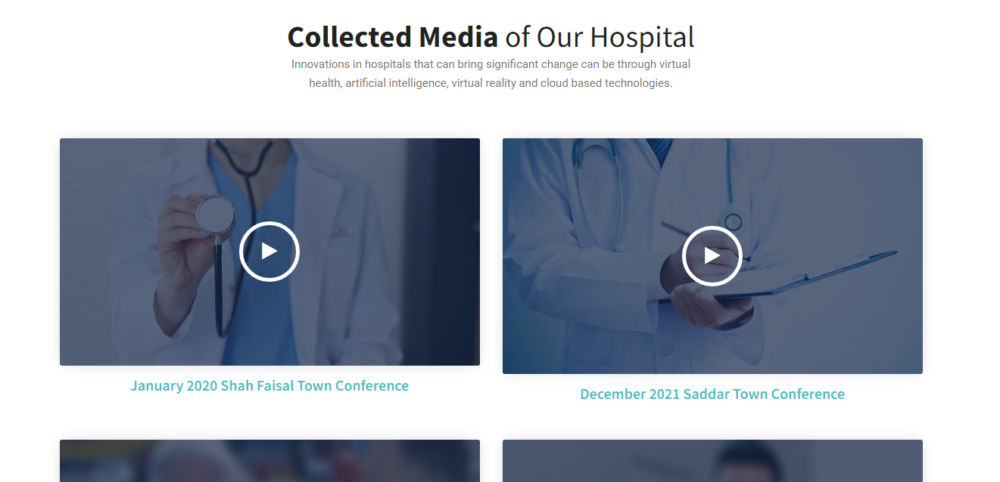 Collected Media of Our Hospital
Innovations in hospitals that can bring significant change can be through virtual
health, artificial intelligence, virtual reality and cloud based technologies.
January 2020 Shah Faisal Town Conference
December 2021 Saddar Town Conference